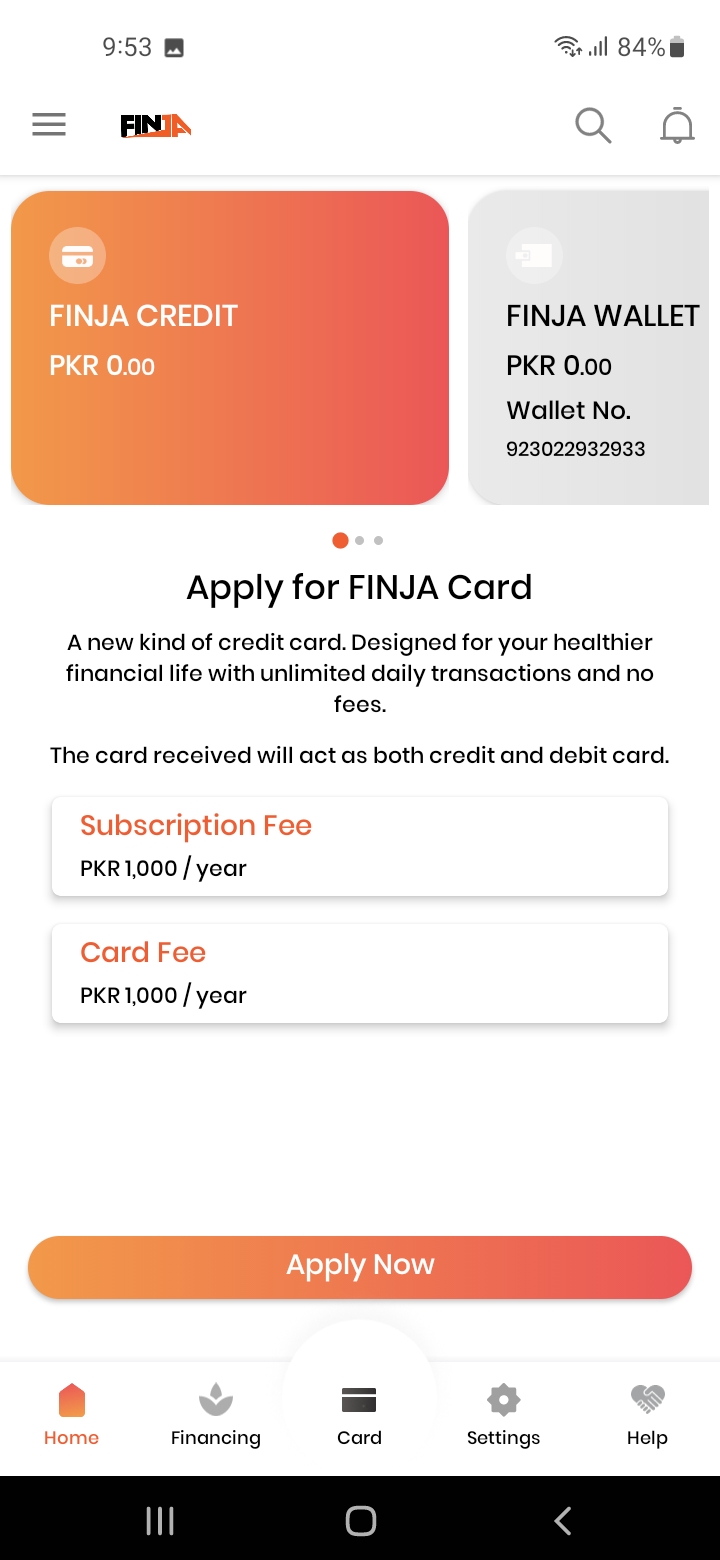 9:53 84%
FINJA
FINJA CREDIT
PKR 0.00
FINJA WALLET
PKR 0.00
Wallet No.
923022932933
Apply for FINJA Card
A new kind of credit card. Designed for your healthier
financial life with unlimited daily transactions and no
fees.
The card received will act as both credit and debit card.
Subscription Fee
PKR 1,000 / year
Card Fee
PKR 1,000 / year
Apply Now
Home Financing Card Settings Help